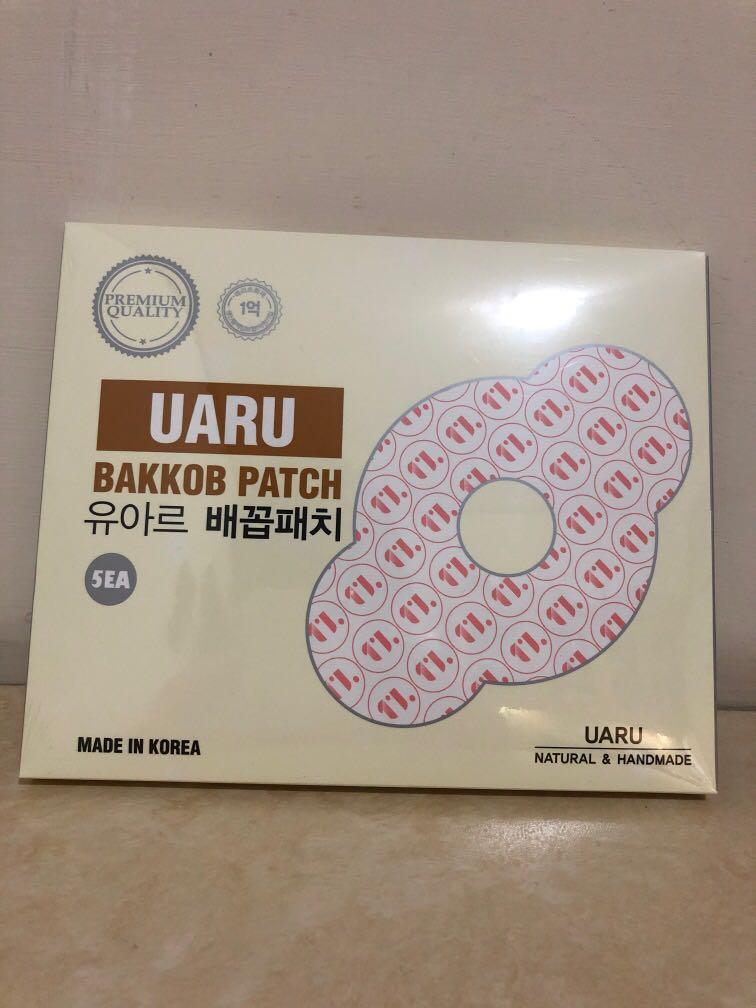 PREMIUM
QUALITY
1억
UARU
BAKKOB PATCH
유아르 배꼽패치
5EA
MADE IN KOREA
UARU
NATURAL & HANDMADE